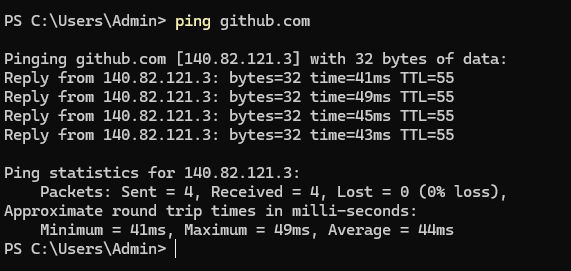 PS C:\Users\Admin> ping github.com
Pinging github.com [140.82.121.3] with 32 bytes of data:
Reply from 140.82.121.3: bytes=32 time=41ms TTL=55
Reply from 140.82.121.3: bytes=32 time=49ms TTL=55
Reply from 140.82.121.3: bytes=32 time=45ms TTL=55
Reply from 140.82.121.3: bytes=32 time=43ms TTL=55
Ping statistics for 140.82.121.3:
    Packets: Sent = 4, Received = 4, Lost = 0 (0% loss),
Approximate round trip times in milli-seconds:
    Minimum = 41ms, Maximum = 49ms, Average = 44ms
PS C:\Users\Admin>